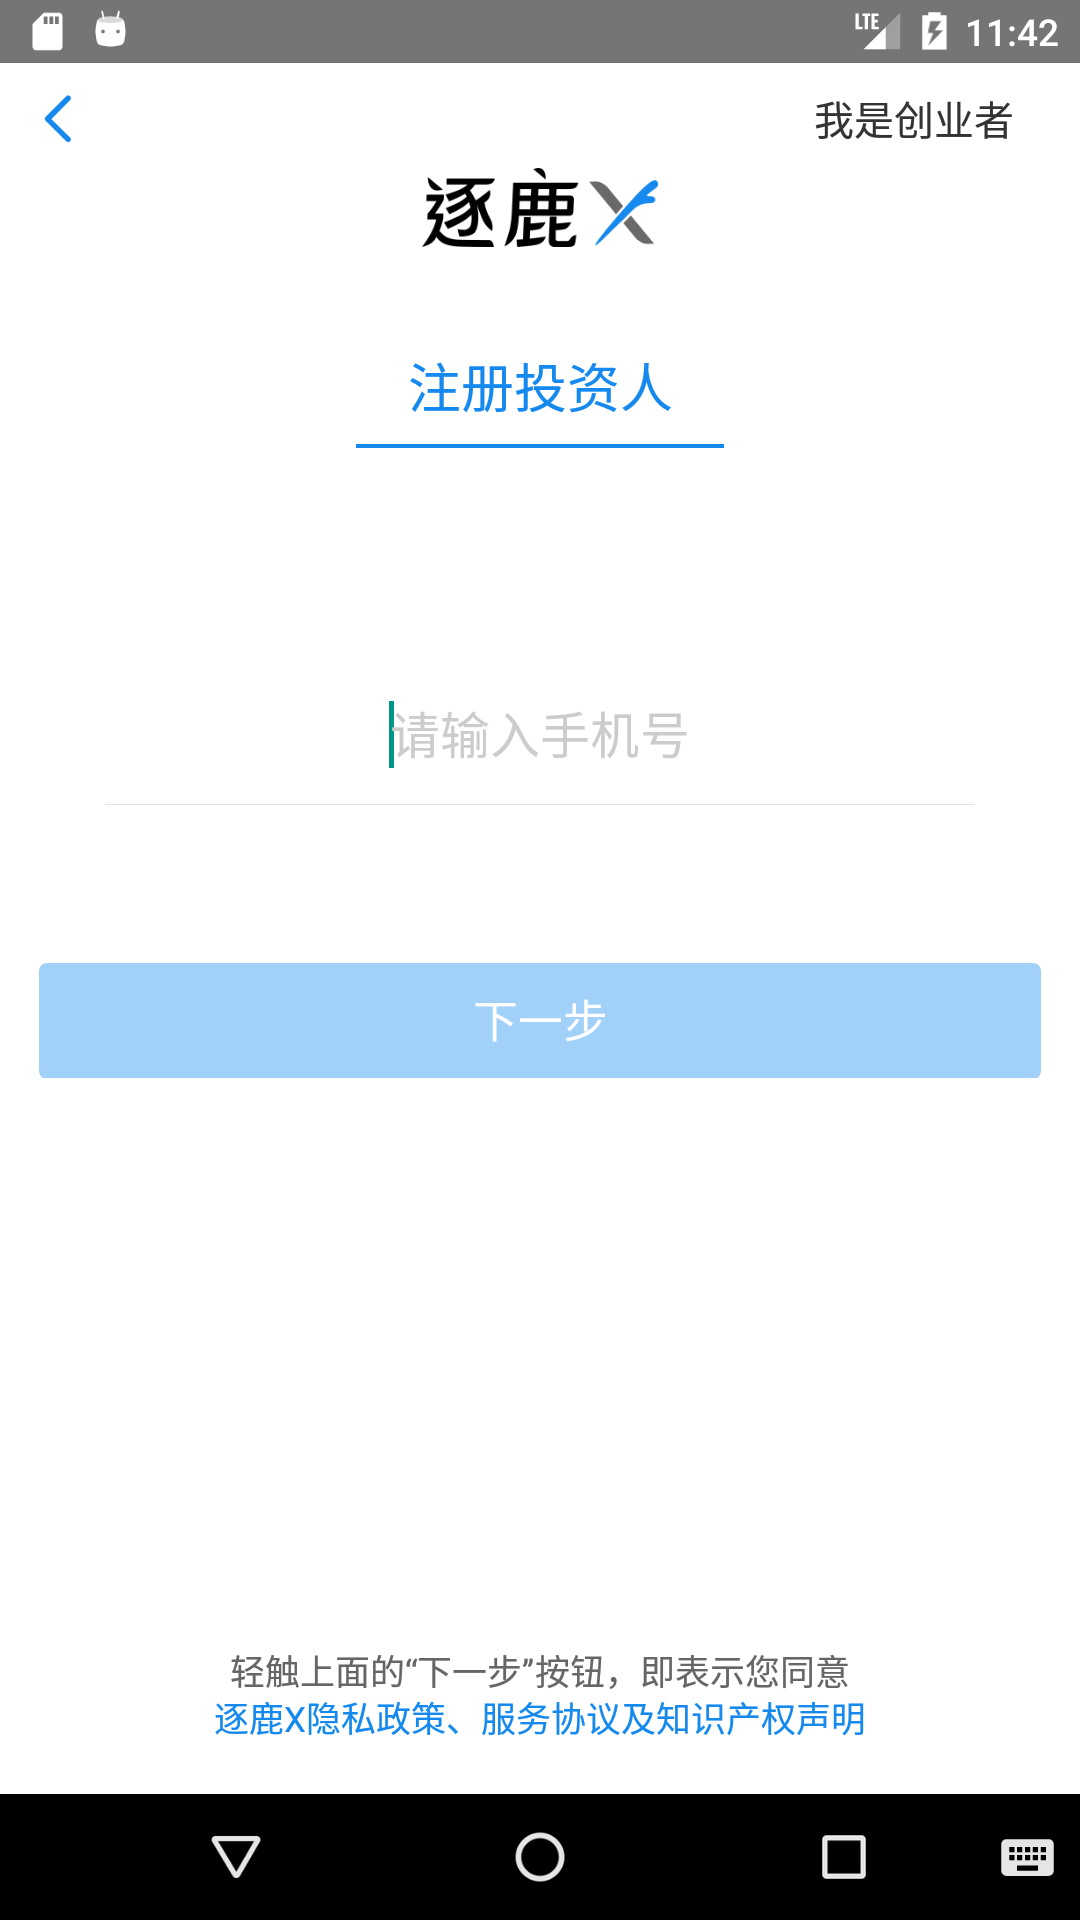 LTE 11:42
我是创业者
逐鹿X
注册投资人
请输入手机号
下一步
轻触上面的“下一步”按钮，即表示您同意
逐鹿X隐私政策、服务协议及知识产权声明